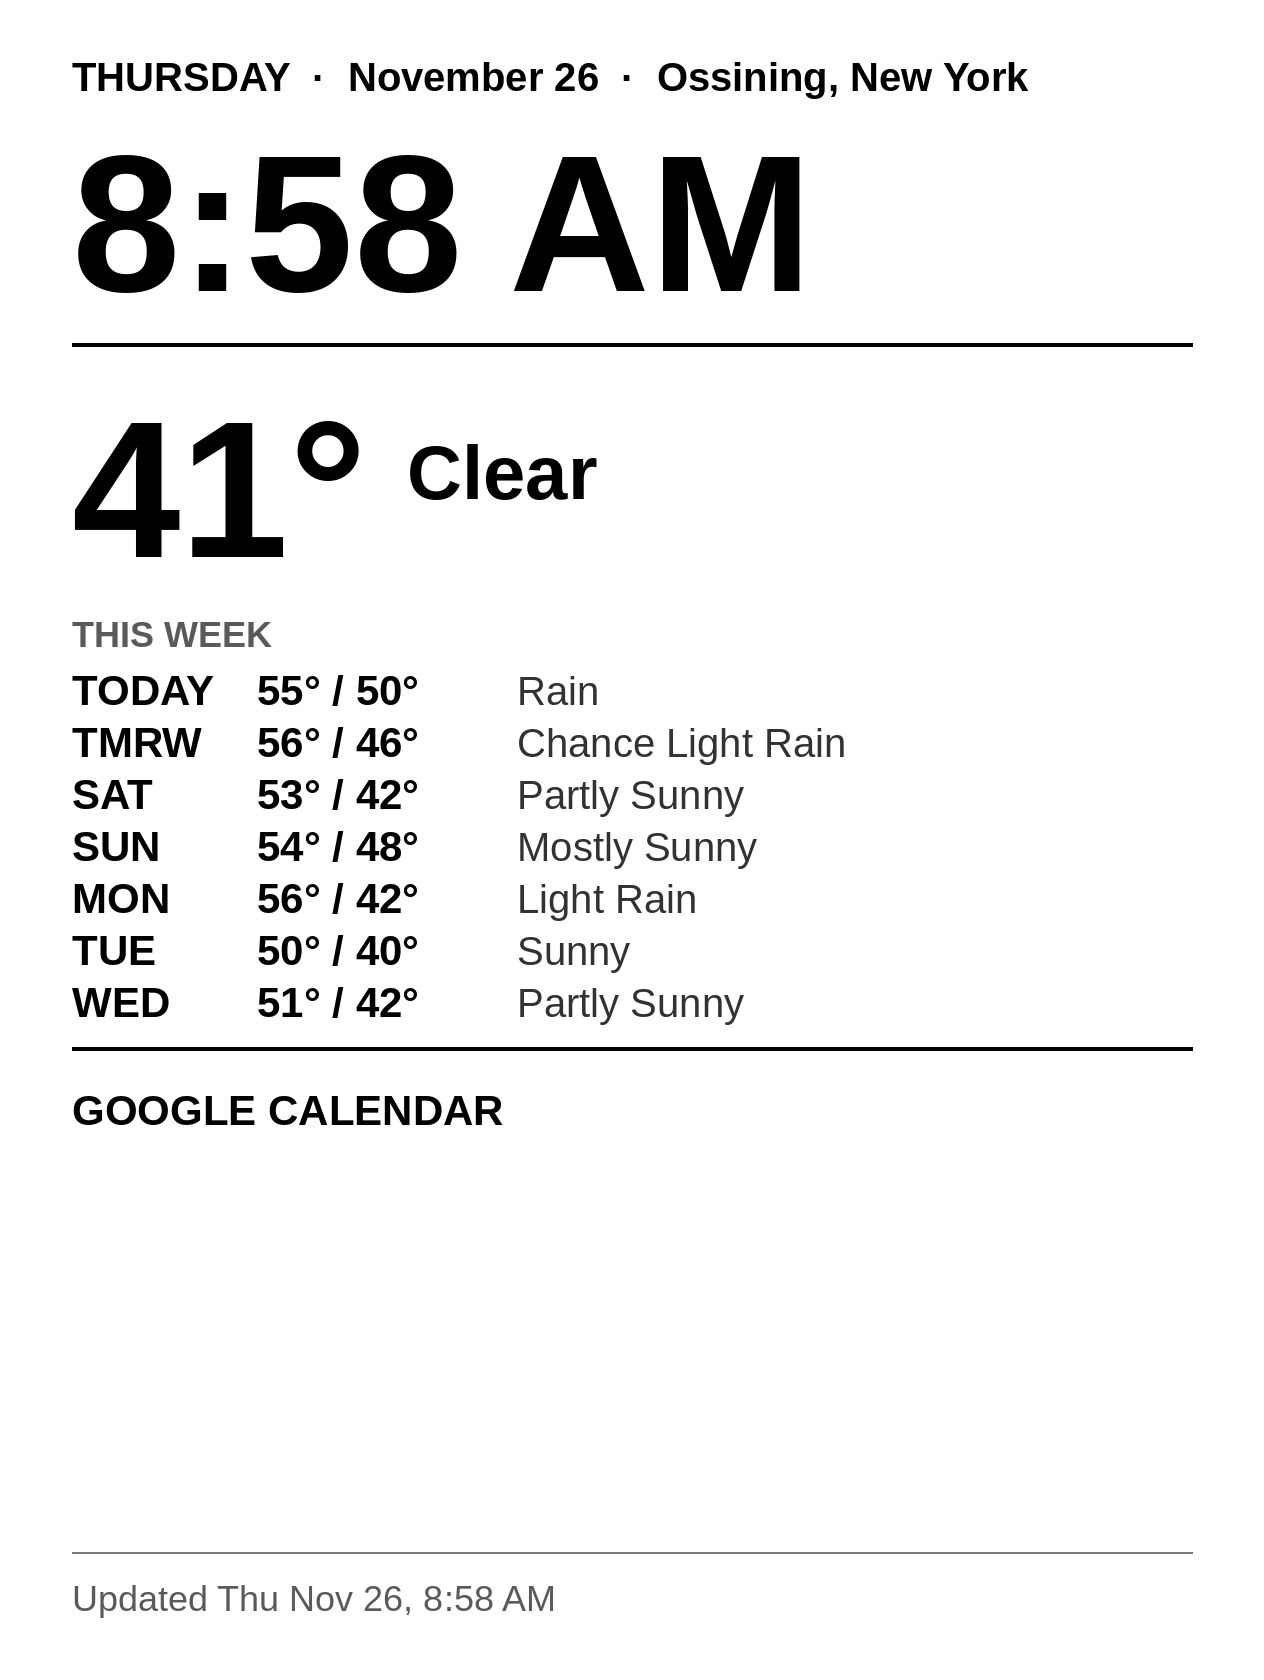 THURSDAY · November 26 · Ossining, New York
8:58 AM
41° Clear
THIS WEEK
TODAY 55° / 50° Rain
TMRW 56° / 46° Chance Light Rain
SAT 53° / 42° Partly Sunny
SUN 54° / 48° Mostly Sunny
MON 56° / 42° Light Rain
TUE 50° / 40° Sunny
WED 51° / 42° Partly Sunny
GOOGLE CALENDAR
Updated Thu Nov 26, 8:58 AM